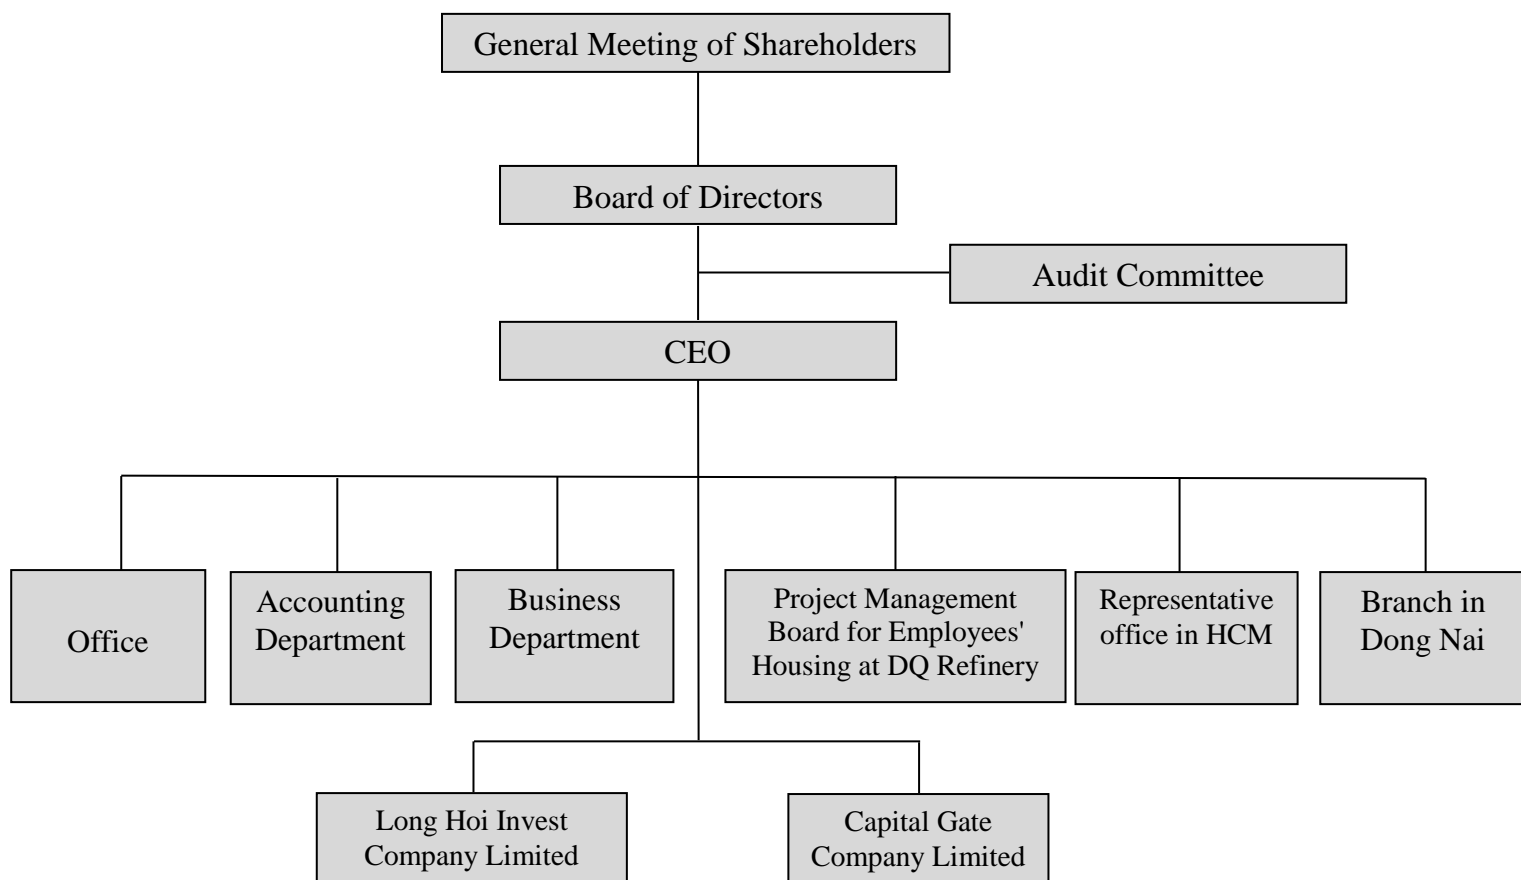 General Meeting of Shareholders
Board of Directors
Audit Committee
CEO
Office
Accounting
Department
Business
Department
Project Management
Board for Employees'
Housing at DQ Refinery
Representative
office in HCM
Branch in
Dong Nai
Long Hoi Invest
Company Limited
Capital Gate
Company Limited